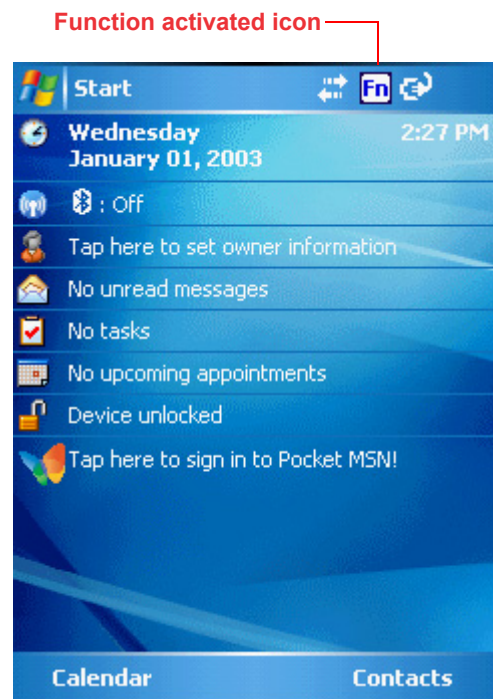 Function activated icon
Start Fn
Wednesday 2:27 PM
January 01, 2003
: Off
Tap here to set owner information
No unread messages
No tasks
No upcoming appointments
Device unlocked
Tap here to sign in to Pocket MSN!
Calendar Contacts